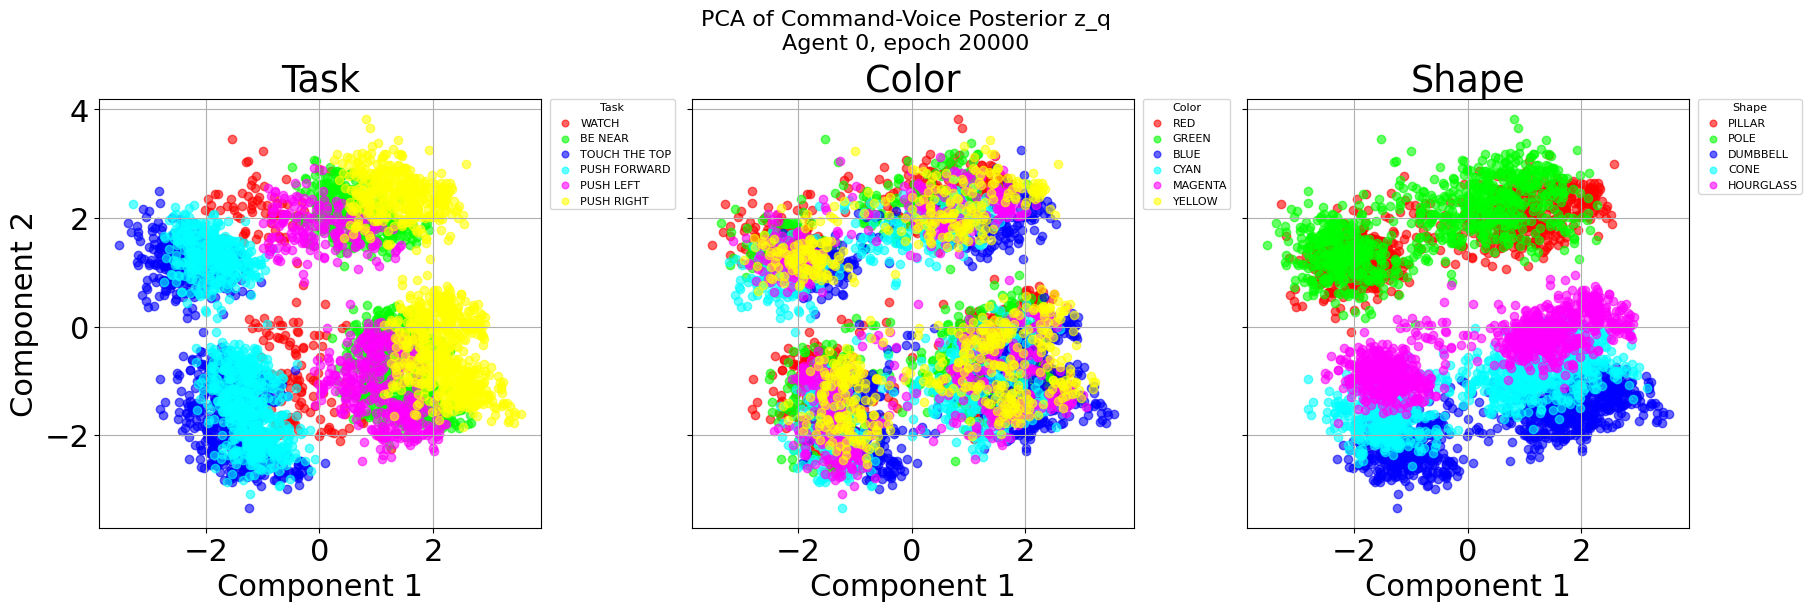 PCA of Command-Voice Posterior z_q
Agent 0, epoch 20000
Task
4
2
0
−2
Component 2
−2 0 2
Component 1
Task
WATCH
BE NEAR
TOUCH THE TOP
PUSH FORWARD
PUSH LEFT
PUSH RIGHT
Color
−2 0 2
Component 1
Color
RED
GREEN
BLUE
CYAN
MAGENTA
YELLOW
Shape
−2 0 2
Component 1
Shape
PILLAR
POLE
DUMBBELL
CONE
HOURGLASS